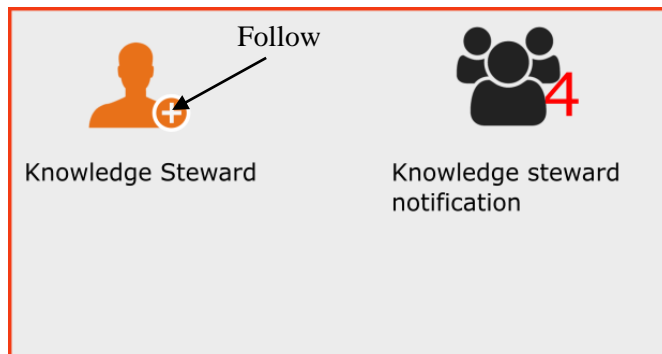 Follow
4
Knowledge Steward
Knowledge steward
notification